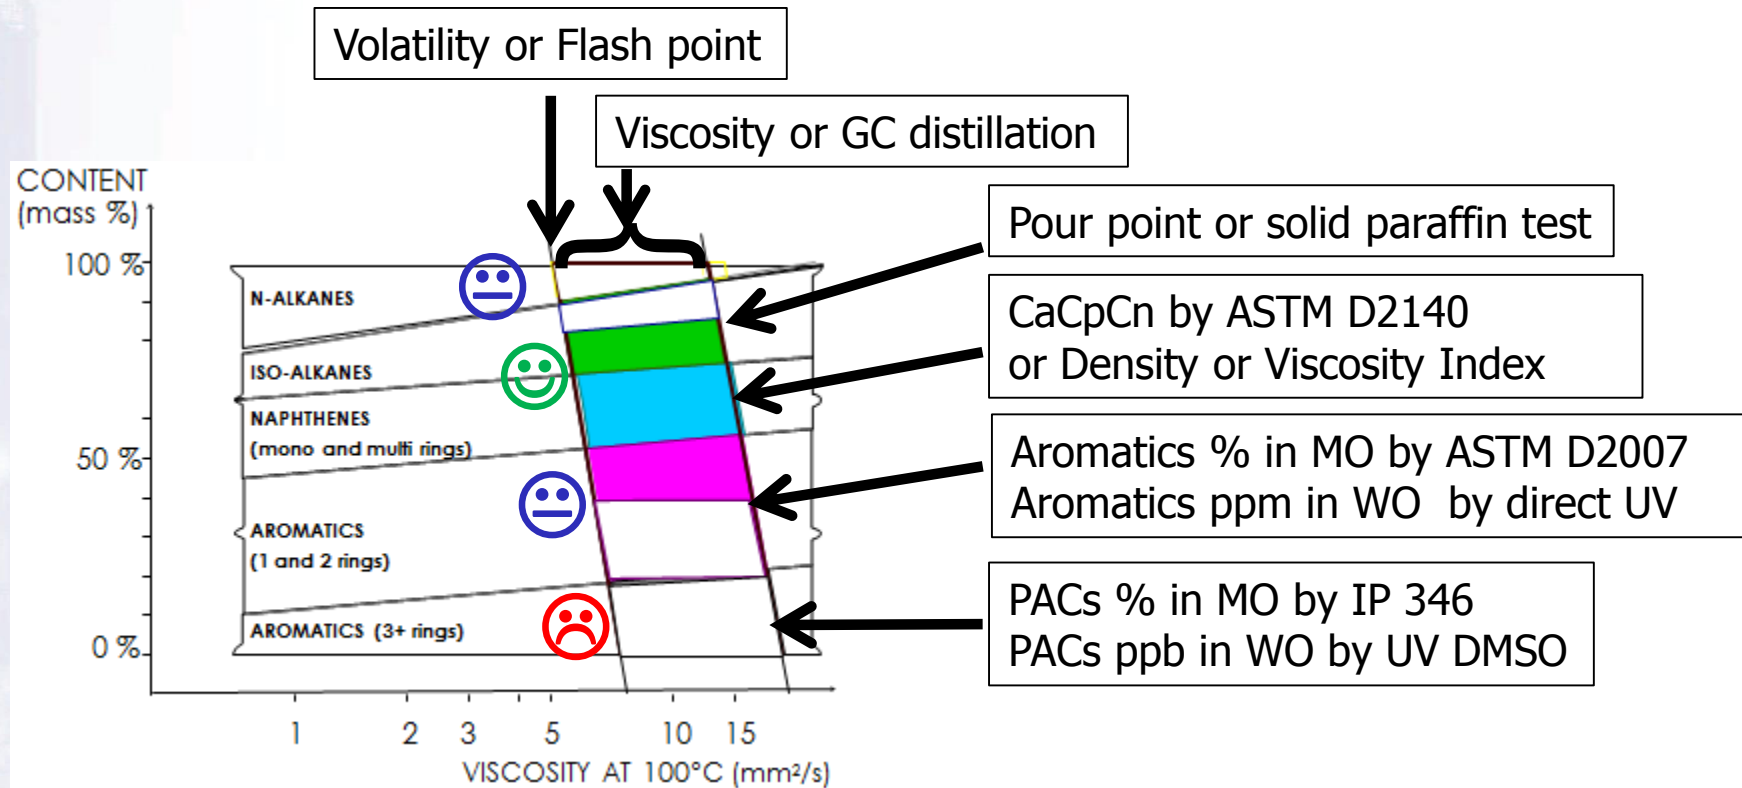 Volatility or Flash point
Viscosity or GC distillation
CONTENT
(mass %)
100 %
50 %
0 %
N-ALKANES
ISO-ALKANES
NAPHTHENES
(mono and multi rings)
AROMATICS
(1 and 2 rings)
AROMATICS (3+ rings)
Pour point or solid paraffin test
CaCpCn by ASTM D2140
or Density or Viscosity Index
Aromatics % in MO by ASTM D2007
Aromatics ppm in WO by direct UV
PACs % in MO by IP 346
PACs ppb in WO by UV DMSO
1 2 3 5 10 15
VISCOSITY AT 100°C (mm²/s)